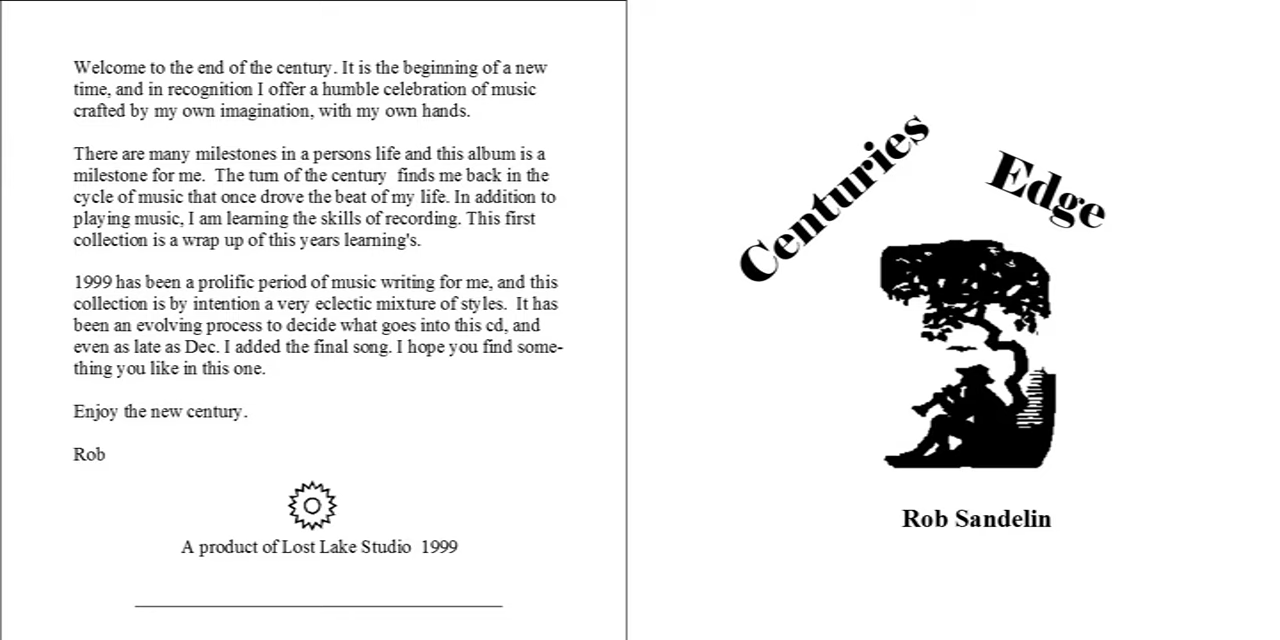 Welcome to the end of the century. It is the beginning of a new
time, and in recognition I offer a humble celebration of music
crafted by my own imagination, with my own hands.
There are many milestones in a persons life and this album is a
milestone for me. The turn of the century finds me back in the
cycle of music that once drove the beat of my life. In addition to
playing music, I am learning the skills of recording. This first
collection is a wrap up of this years learning's.
1999 has been a prolific period of music writing for me, and this
collection is by intention a very eclectic mixture of styles. It has
been an evolving process to decide what goes into this cd, and
even as late as Dec. I added the final song. I hope you find some-
thing you like in this one.
Enjoy the new century.
Rob
A product of Lost Lake Studio 1999
Centuries
Edge
Rob Sandelin